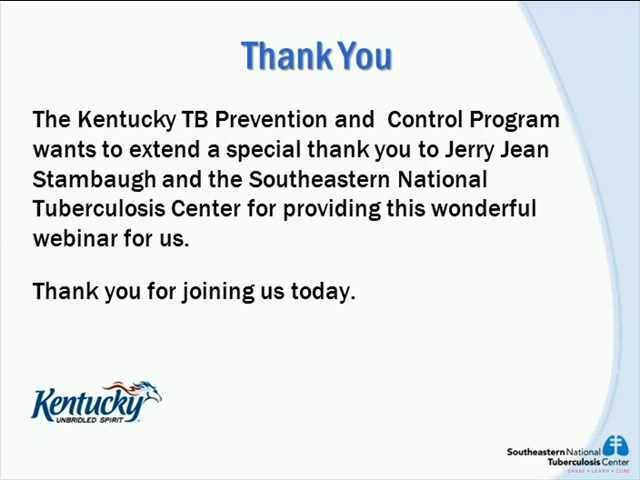 Thank You
The Kentucky TB Prevention and Control Program
wants to extend a special thank you to Jerry Jean
Stambaugh and the Southeastern National
Tuberculosis Center for providing this wonderful
webinar for us.
Thank you for joining us today.
Kentucky
UNBRIDLED SPIRIT
Southeastern National
Tuberculosis Center
SHARE • LEARN • CURE